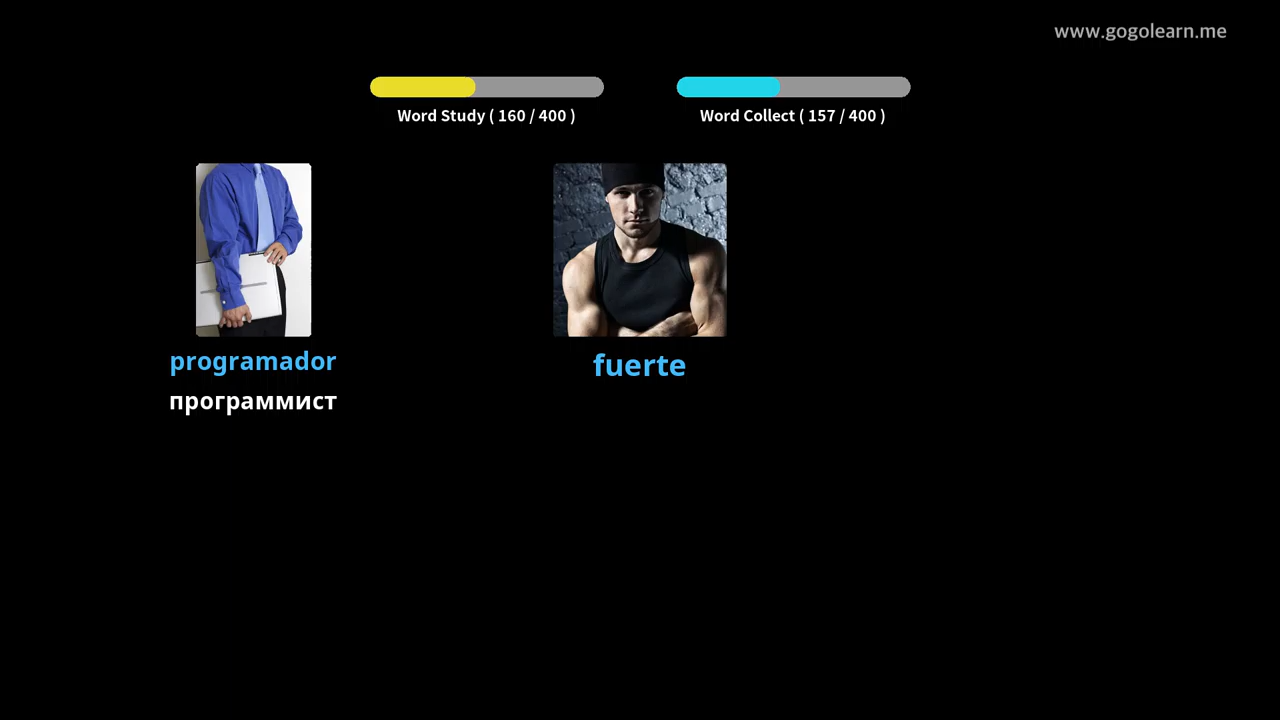 www.gogolearn.me
Word Study ( 160 / 400 )
Word Collect ( 157 / 400 )
programador
программист
fuerte